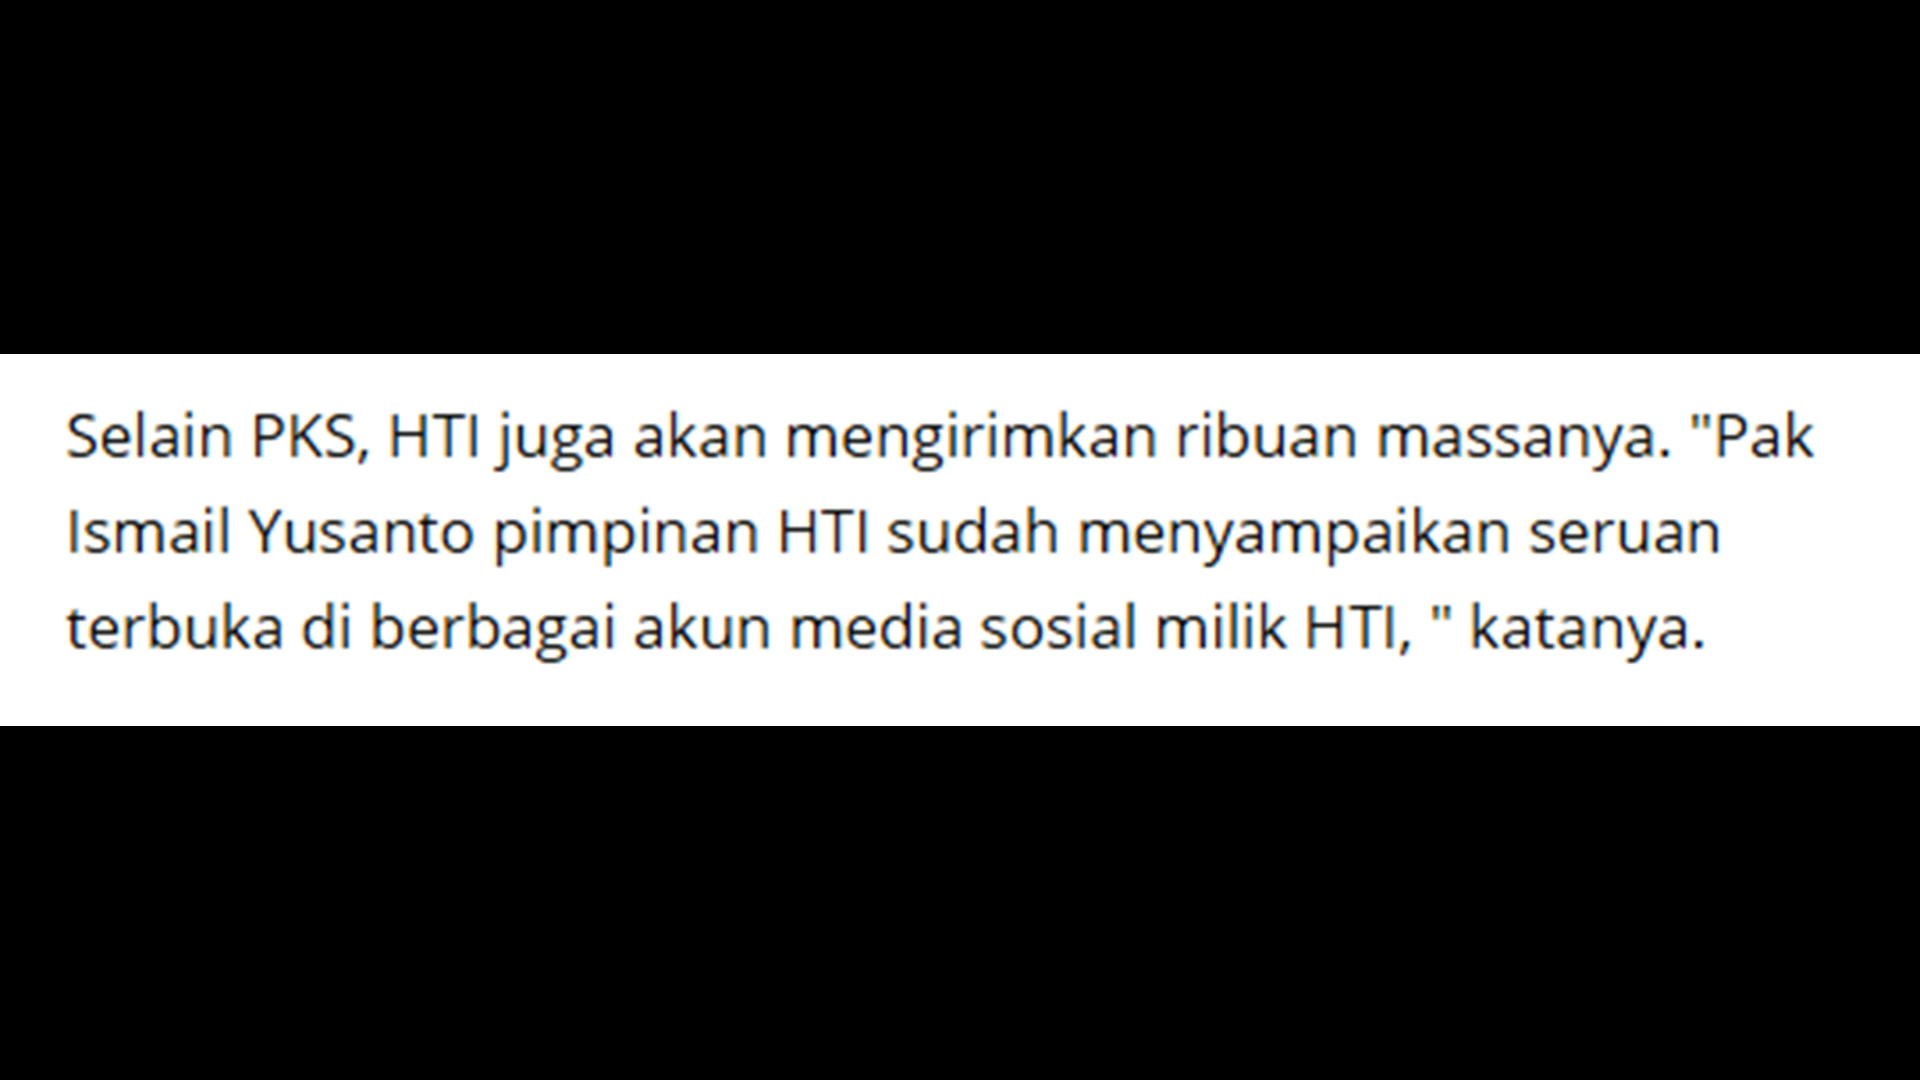 Selain PKS, HTI juga akan mengirimkan ribuan massanya. "Pak
Ismail Yusanto pimpinan HTI sudah menyampaikan seruan
terbuka di berbagai akun media sosial milik HTI, " katanya.